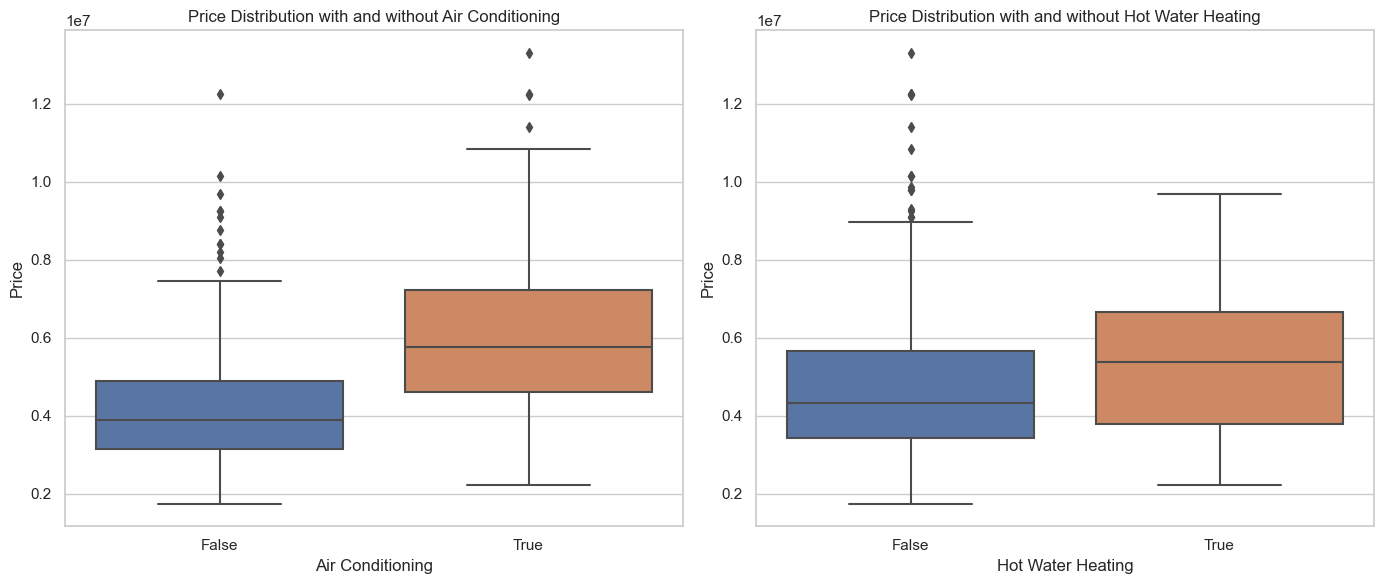 Price Distribution with and without Air Conditioning
1e7
1.2
1.0
0.8
0.6
0.4
0.2
Price
False
True
Air Conditioning
Price Distribution with and without Hot Water Heating
1e7
1.2
1.0
0.8
0.6
0.4
0.2
Price
False
True
Hot Water Heating